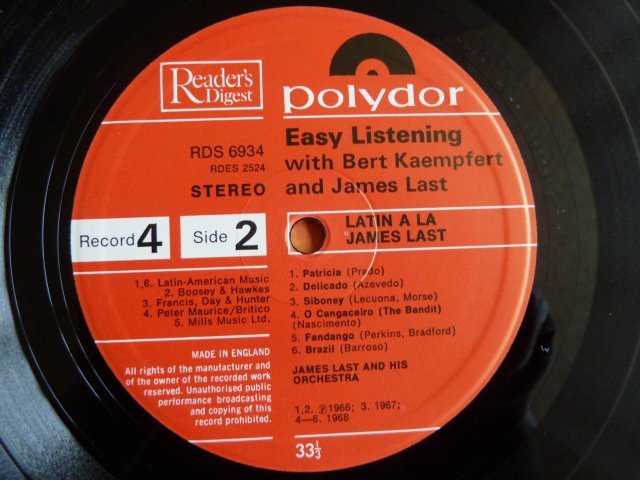 Reader's
Digest
polydor
RDS 6934
RDES 2524
STEREO
Easy Listening
with Bert Kaempfert
and James Last
Record 4 Side 2
LATIN A LA
JAMES LAST
1,6. Latin-American Music
2. Boosey & Hawkes
3. Francis, Day & Hunter
4. Peter Maurice/Britico
5. Mills Music Ltd.
1. Patricia (Prado)
2. Delicado (Azevedo)
3. Siboney (Lecuona, Morse)
4. O Cangaceiro (The Bandit)
(Nascimento)
5. Fandango (Perkins, Bradford)
6. Brazil (Barroso)
MADE IN ENGLAND
All rights of the manufacturer and
of the owner of the recorded work
reserved. Unauthorised public
performance broadcasting
and copying of this
record prohibited.
JAMES LAST AND HIS
ORCHESTRA
1,2. ℗1966; 3. 1967;
4—6. 1968
33⅓